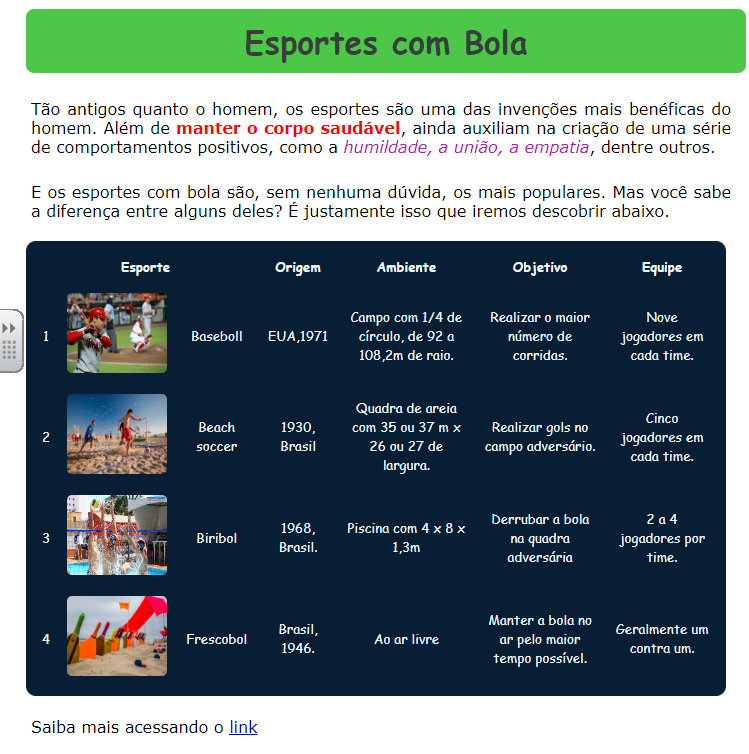 Esportes com Bola
Tão antigos quanto o homem, os esportes são uma das invenções mais benéficas do
homem. Além de manter o corpo saudável, ainda auxiliam na criação de uma série
de comportamentos positivos, como a humildade, a união, a empatia, dentre outros.
E os esportes com bola são, sem nenhuma dúvida, os mais populares. Mas você sabe
a diferença entre alguns deles? É justamente isso que iremos descobrir abaixo.
Esporte Origem Ambiente Objetivo Equipe
1 Baseboll EUA,1971
Campo com 1/4 de
círculo, de 92 a
108,2m de raio.
Realizar o maior
número de
corridas.
Nove
jogadores em
cada time.
2
Beach
soccer
1930,
Brasil
Quadra de areia
com 35 ou 37 m x
26 ou 27 de
largura.
Realizar gols no
campo adversário.
Cinco
jogadores em
cada time.
3 Biribol
1968,
Brasil.
Piscina com 4 x 8 x
1,3m
Derrubar a bola
na quadra
adversária
2 a 4
jogadores por
time.
4 Frescobol
Brasil,
1946.
Ao ar livre
Manter a bola no
ar pelo maior
tempo possível.
Geralmente um
contra um.
Saiba mais acessando o link